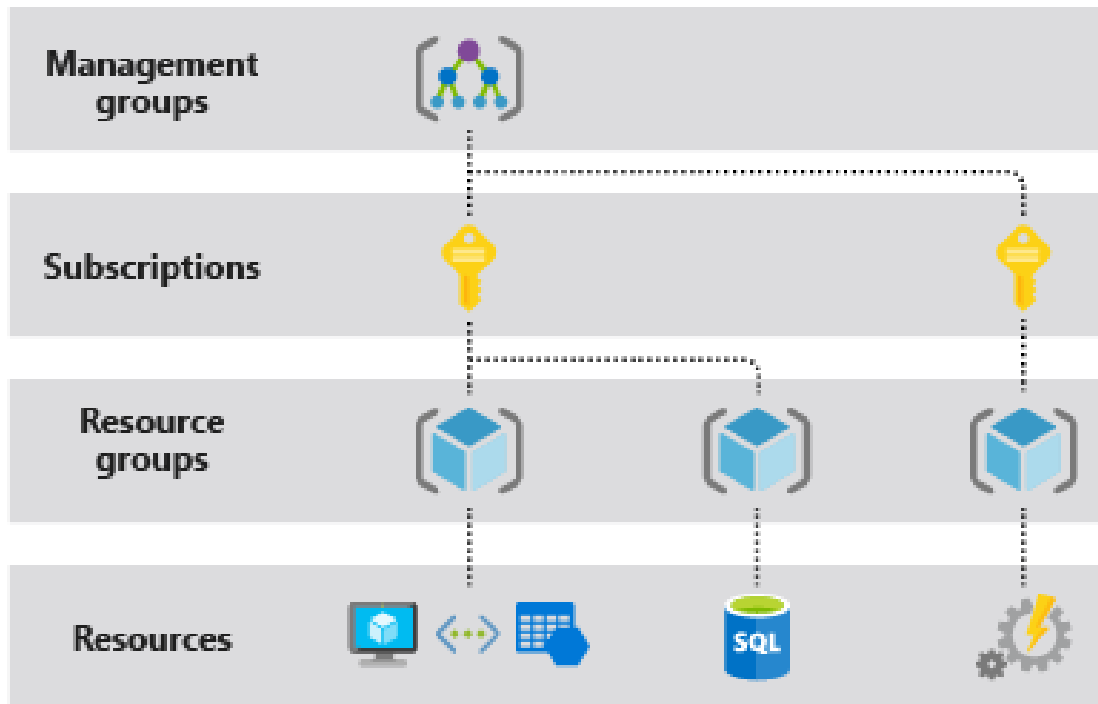 Management
groups
Subscriptions
Resource
groups
Resources
SQL